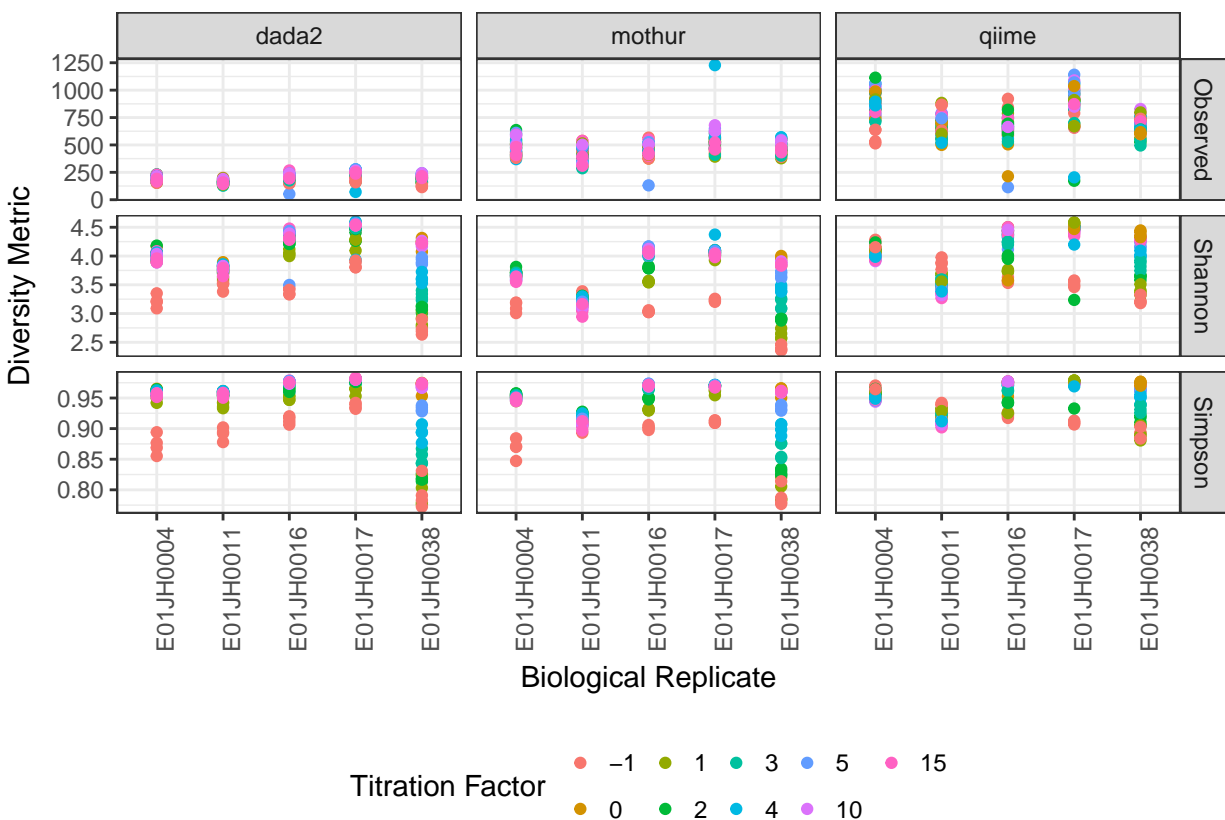 dada2 mothur qiime
Diversity Metric
1250
1000
750
500
250
0
Observed
4.5
4.0
3.5
3.0
2.5
Shannon
0.95
0.90
0.85
0.80
Simpson
E01JH0004 E01JH0011 E01JH0016 E01JH0017 E01JH0038 E01JH0004 E01JH0011 E01JH0016 E01JH0017 E01JH0038 E01JH0004 E01JH0011 E01JH0016 E01JH0017 E01JH0038
Biological Replicate
Titration Factor
−1 1 3 5 15
0 2 4 10